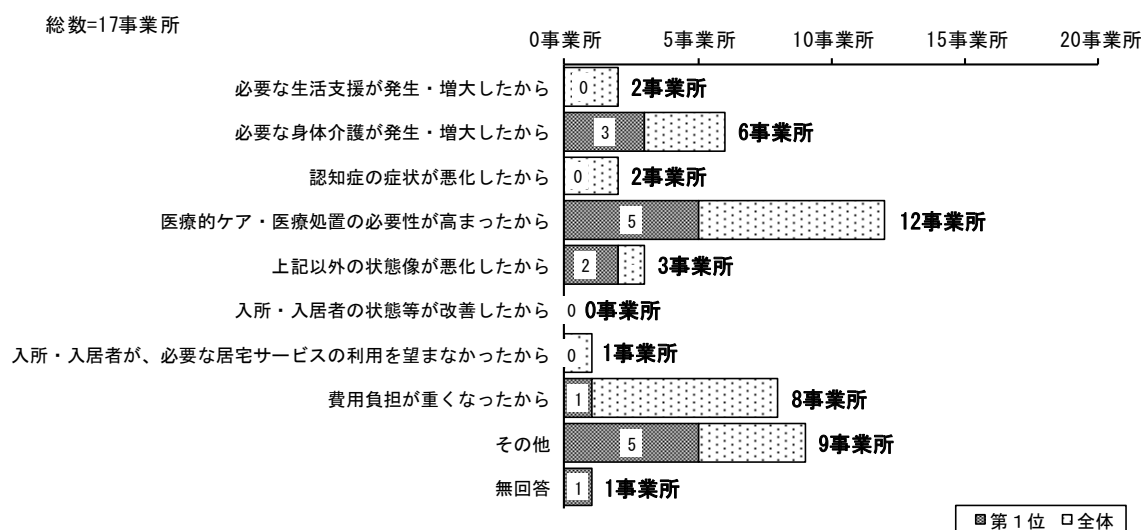 総数=17事業所
0事業所 5事業所 10事業所 15事業所 20事業所
必要な生活支援が発生・増大したから 0 2事業所
必要な身体介護が発生・増大したから 3 6事業所
認知症の症状が悪化したから 0 2事業所
医療的ケア・医療処置の必要性が高まったから 5 12事業所
上記以外の状態像が悪化したから 2 3事業所
入所・入居者の状態等が改善したから 0 0事業所
入所・入居者が、必要な居宅サービスの利用を望まなかったから 0 1事業所
費用負担が重くなったから 1 8事業所
その他 5 9事業所
無回答 1 1事業所
第1位 全体